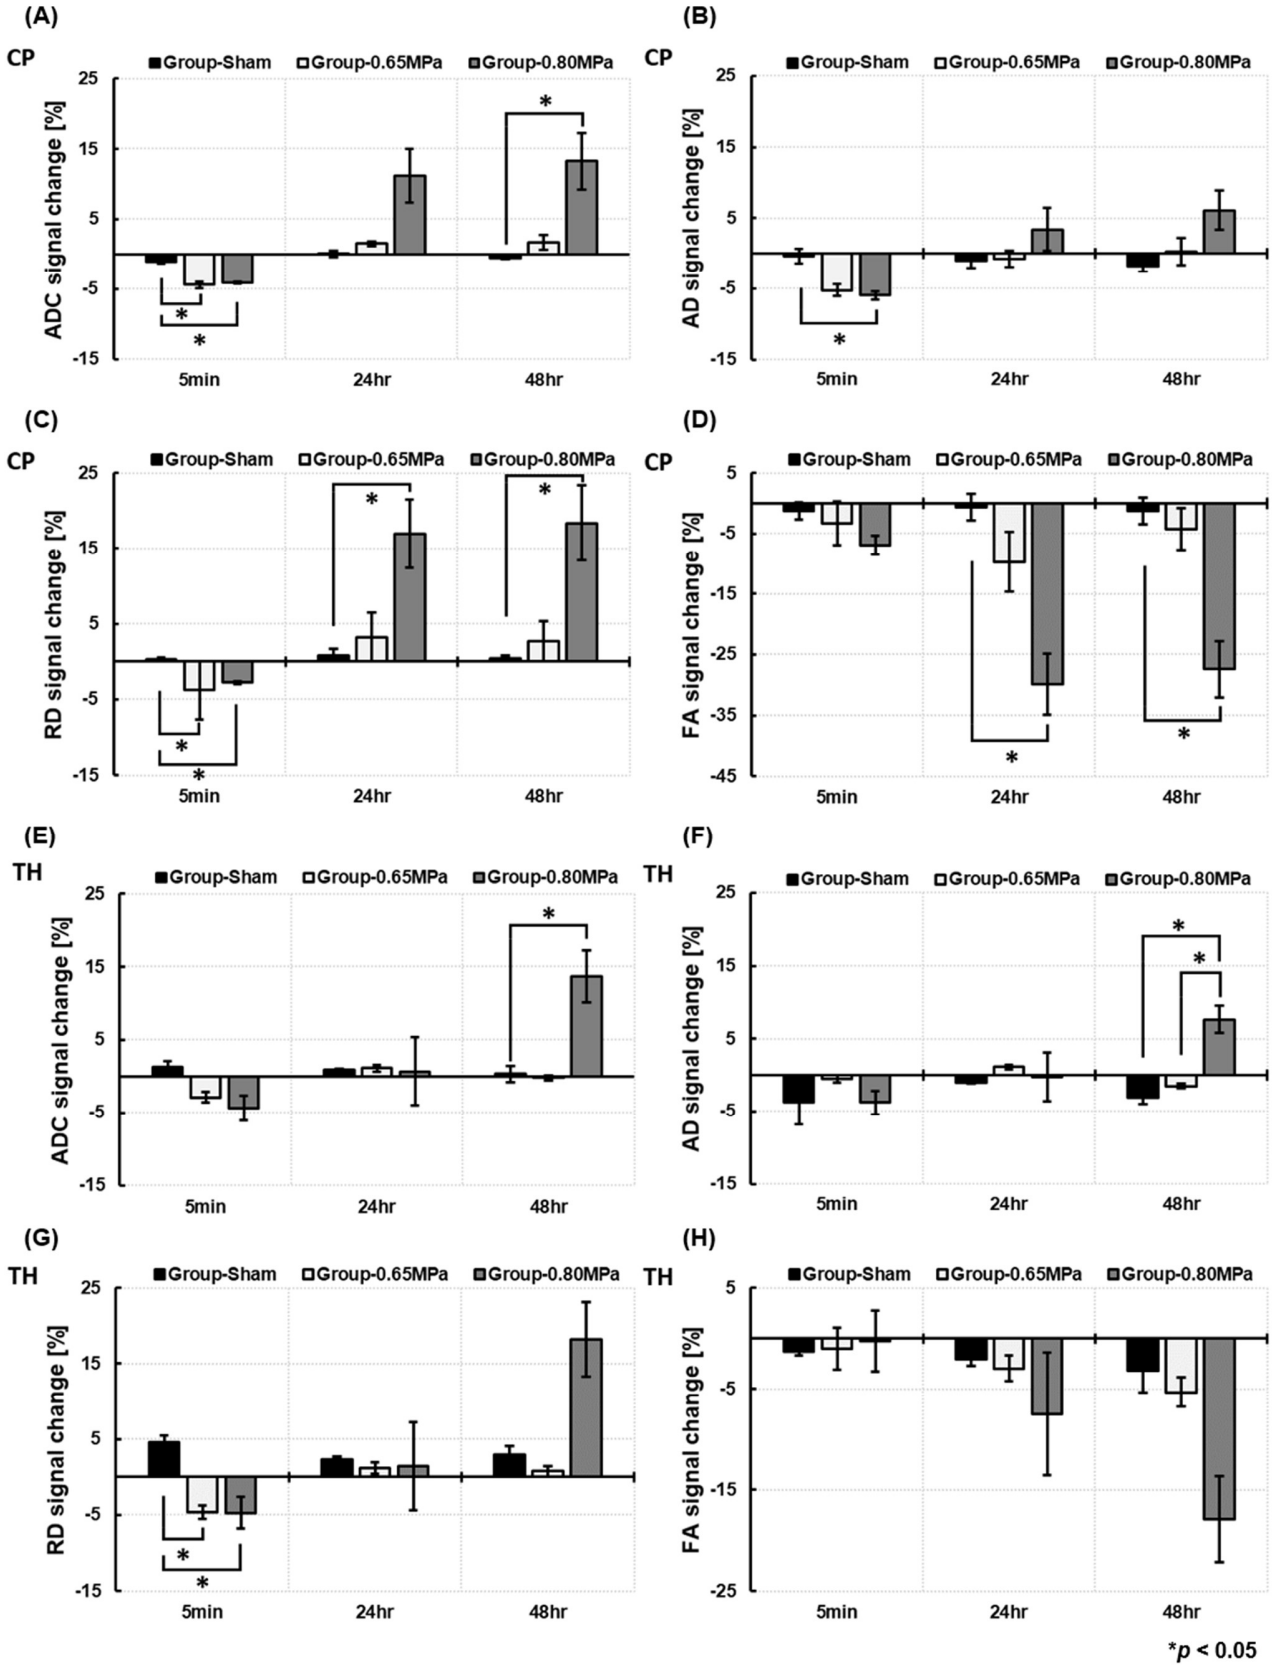 (A)
CP
Group-Sham Group-0.65MPa Group-0.80MPa
ADC signal change [%]
25
15
5
-5
-15
*
*
*
5min 24hr 48hr
(B)
CP
Group-Sham Group-0.65MPa Group-0.80MPa
AD signal change [%]
25
15
5
-5
-15
*
5min 24hr 48hr
(C)
CP
Group-Sham Group-0.65MPa Group-0.80MPa
RD signal change [%]
25
15
5
-5
-15
*
*
*
*
5min 24hr 48hr
(D)
CP
Group-Sham Group-0.65MPa Group-0.80MPa
FA signal change [%]
5
-5
-15
-25
-35
-45
*
*
5min 24hr 48hr
(E)
TH
Group-Sham Group-0.65MPa Group-0.80MPa
ADC signal change [%]
25
15
5
-5
-15
*
5min 24hr 48hr
(F)
TH
Group-Sham Group-0.65MPa Group-0.80MPa
AD signal change [%]
25
15
5
-5
-15
*
*
5min 24hr 48hr
(G)
TH
Group-Sham Group-0.65MPa Group-0.80MPa
RD signal change [%]
25
15
5
-5
-15
*
*
5min 24hr 48hr
(H)
TH
Group-Sham Group-0.65MPa Group-0.80MPa
FA signal change [%]
5
-5
-15
-25
5min 24hr 48hr
*p < 0.05